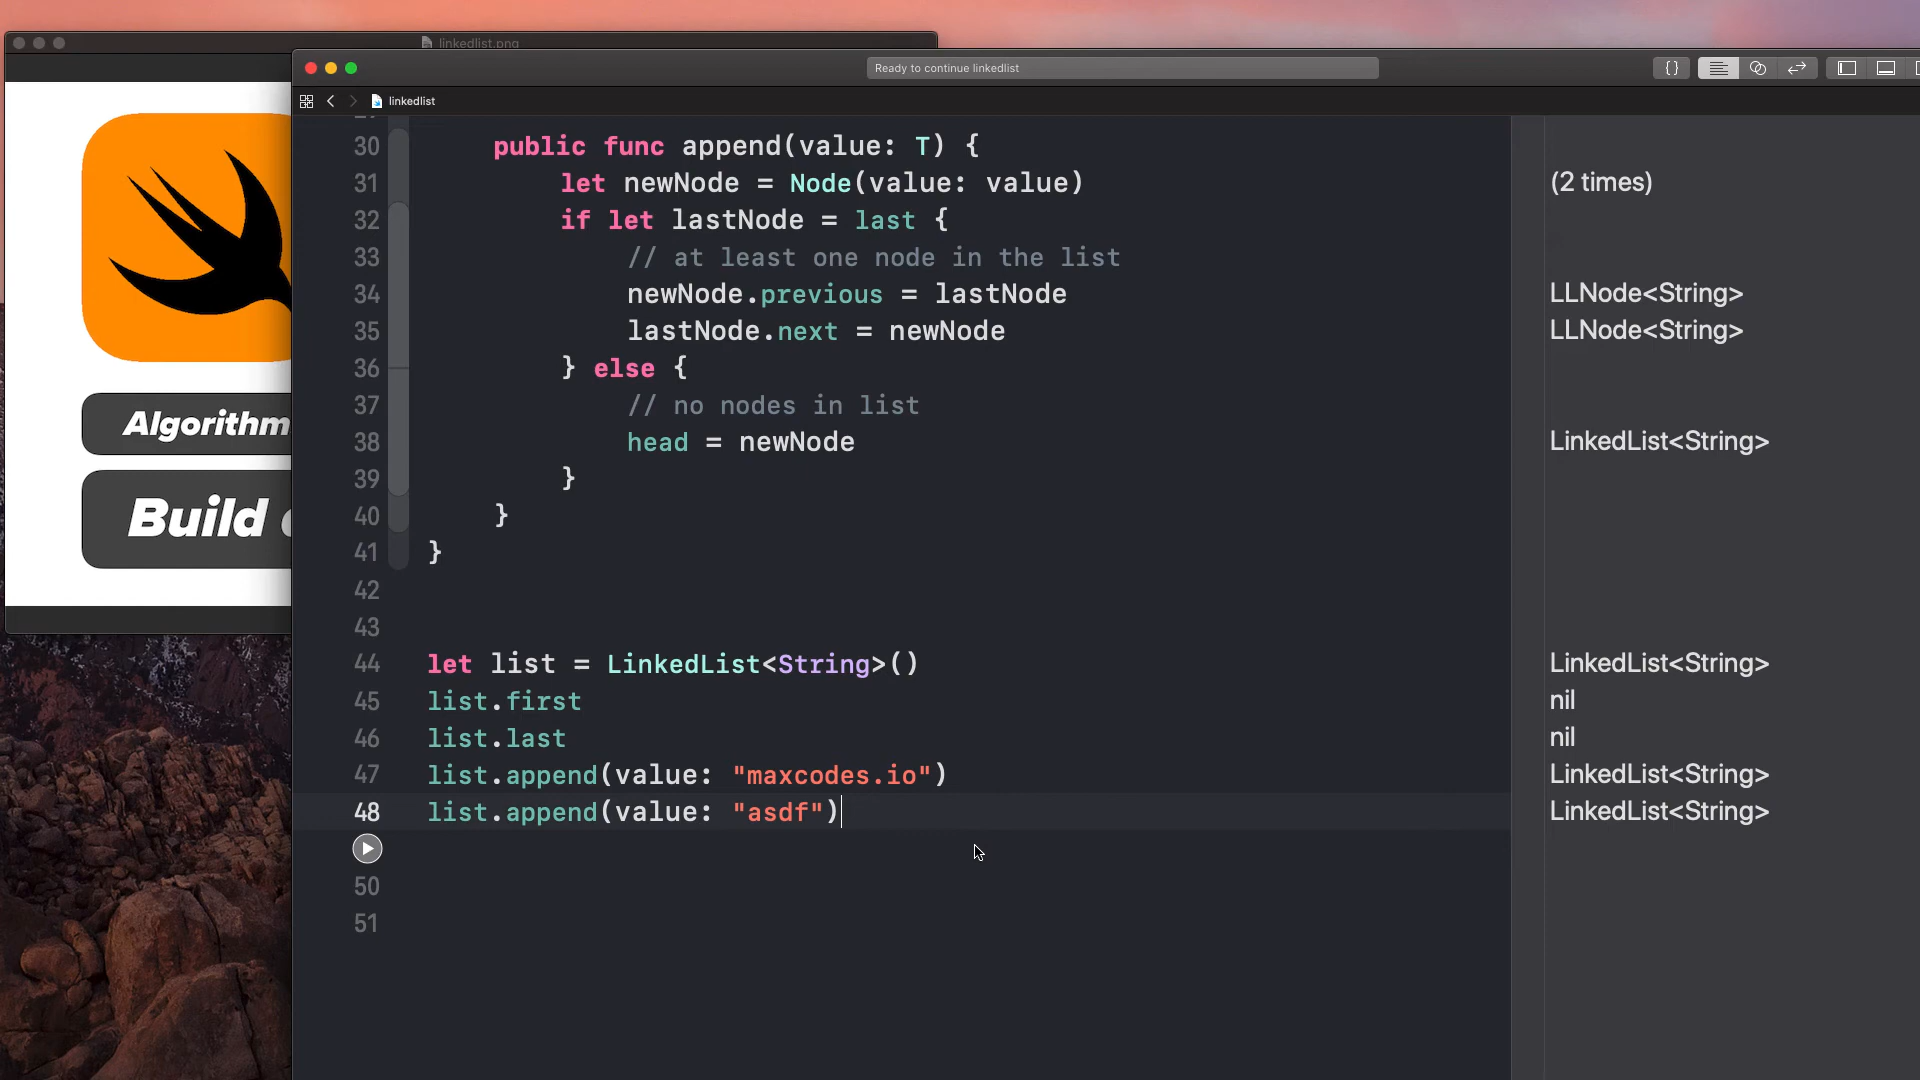 linkedlist.png
Ready to continue linkedlist
{}
linkedlist
30 public func append(value: T) {
31 let newNode = Node(value: value) (2 times)
32 if let lastNode = last {
33 // at least one node in the list
34 newNode.previous = lastNode LLNode<String>
35 lastNode.next = newNode LLNode<String>
36 } else {
37 // no nodes in list
38 head = newNode LinkedList<String>
39 }
40 }
41 }
42
43
44 let list = LinkedList<String>() LinkedList<String>
45 list.first nil
46 list.last nil
47 list.append(value: "maxcodes.io") LinkedList<String>
48 list.append(value: "asdf") LinkedList<String>
50
51
Algorithm
Build